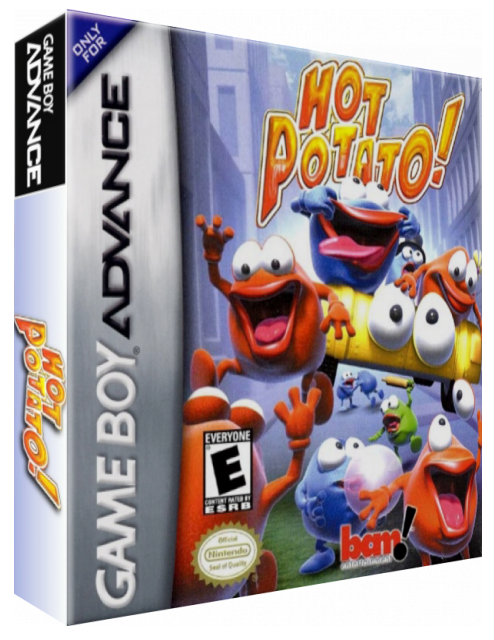 GAME BOY
ADVANCE
HOT
POTATO!
ONLY
FOR
GAME BOY ADVANCE
HOT
POTATO!
EVERYONE
E
CONTENT RATED BY
ESRB
Official
Nintendo
Seal of Quality
bam!
entertainment